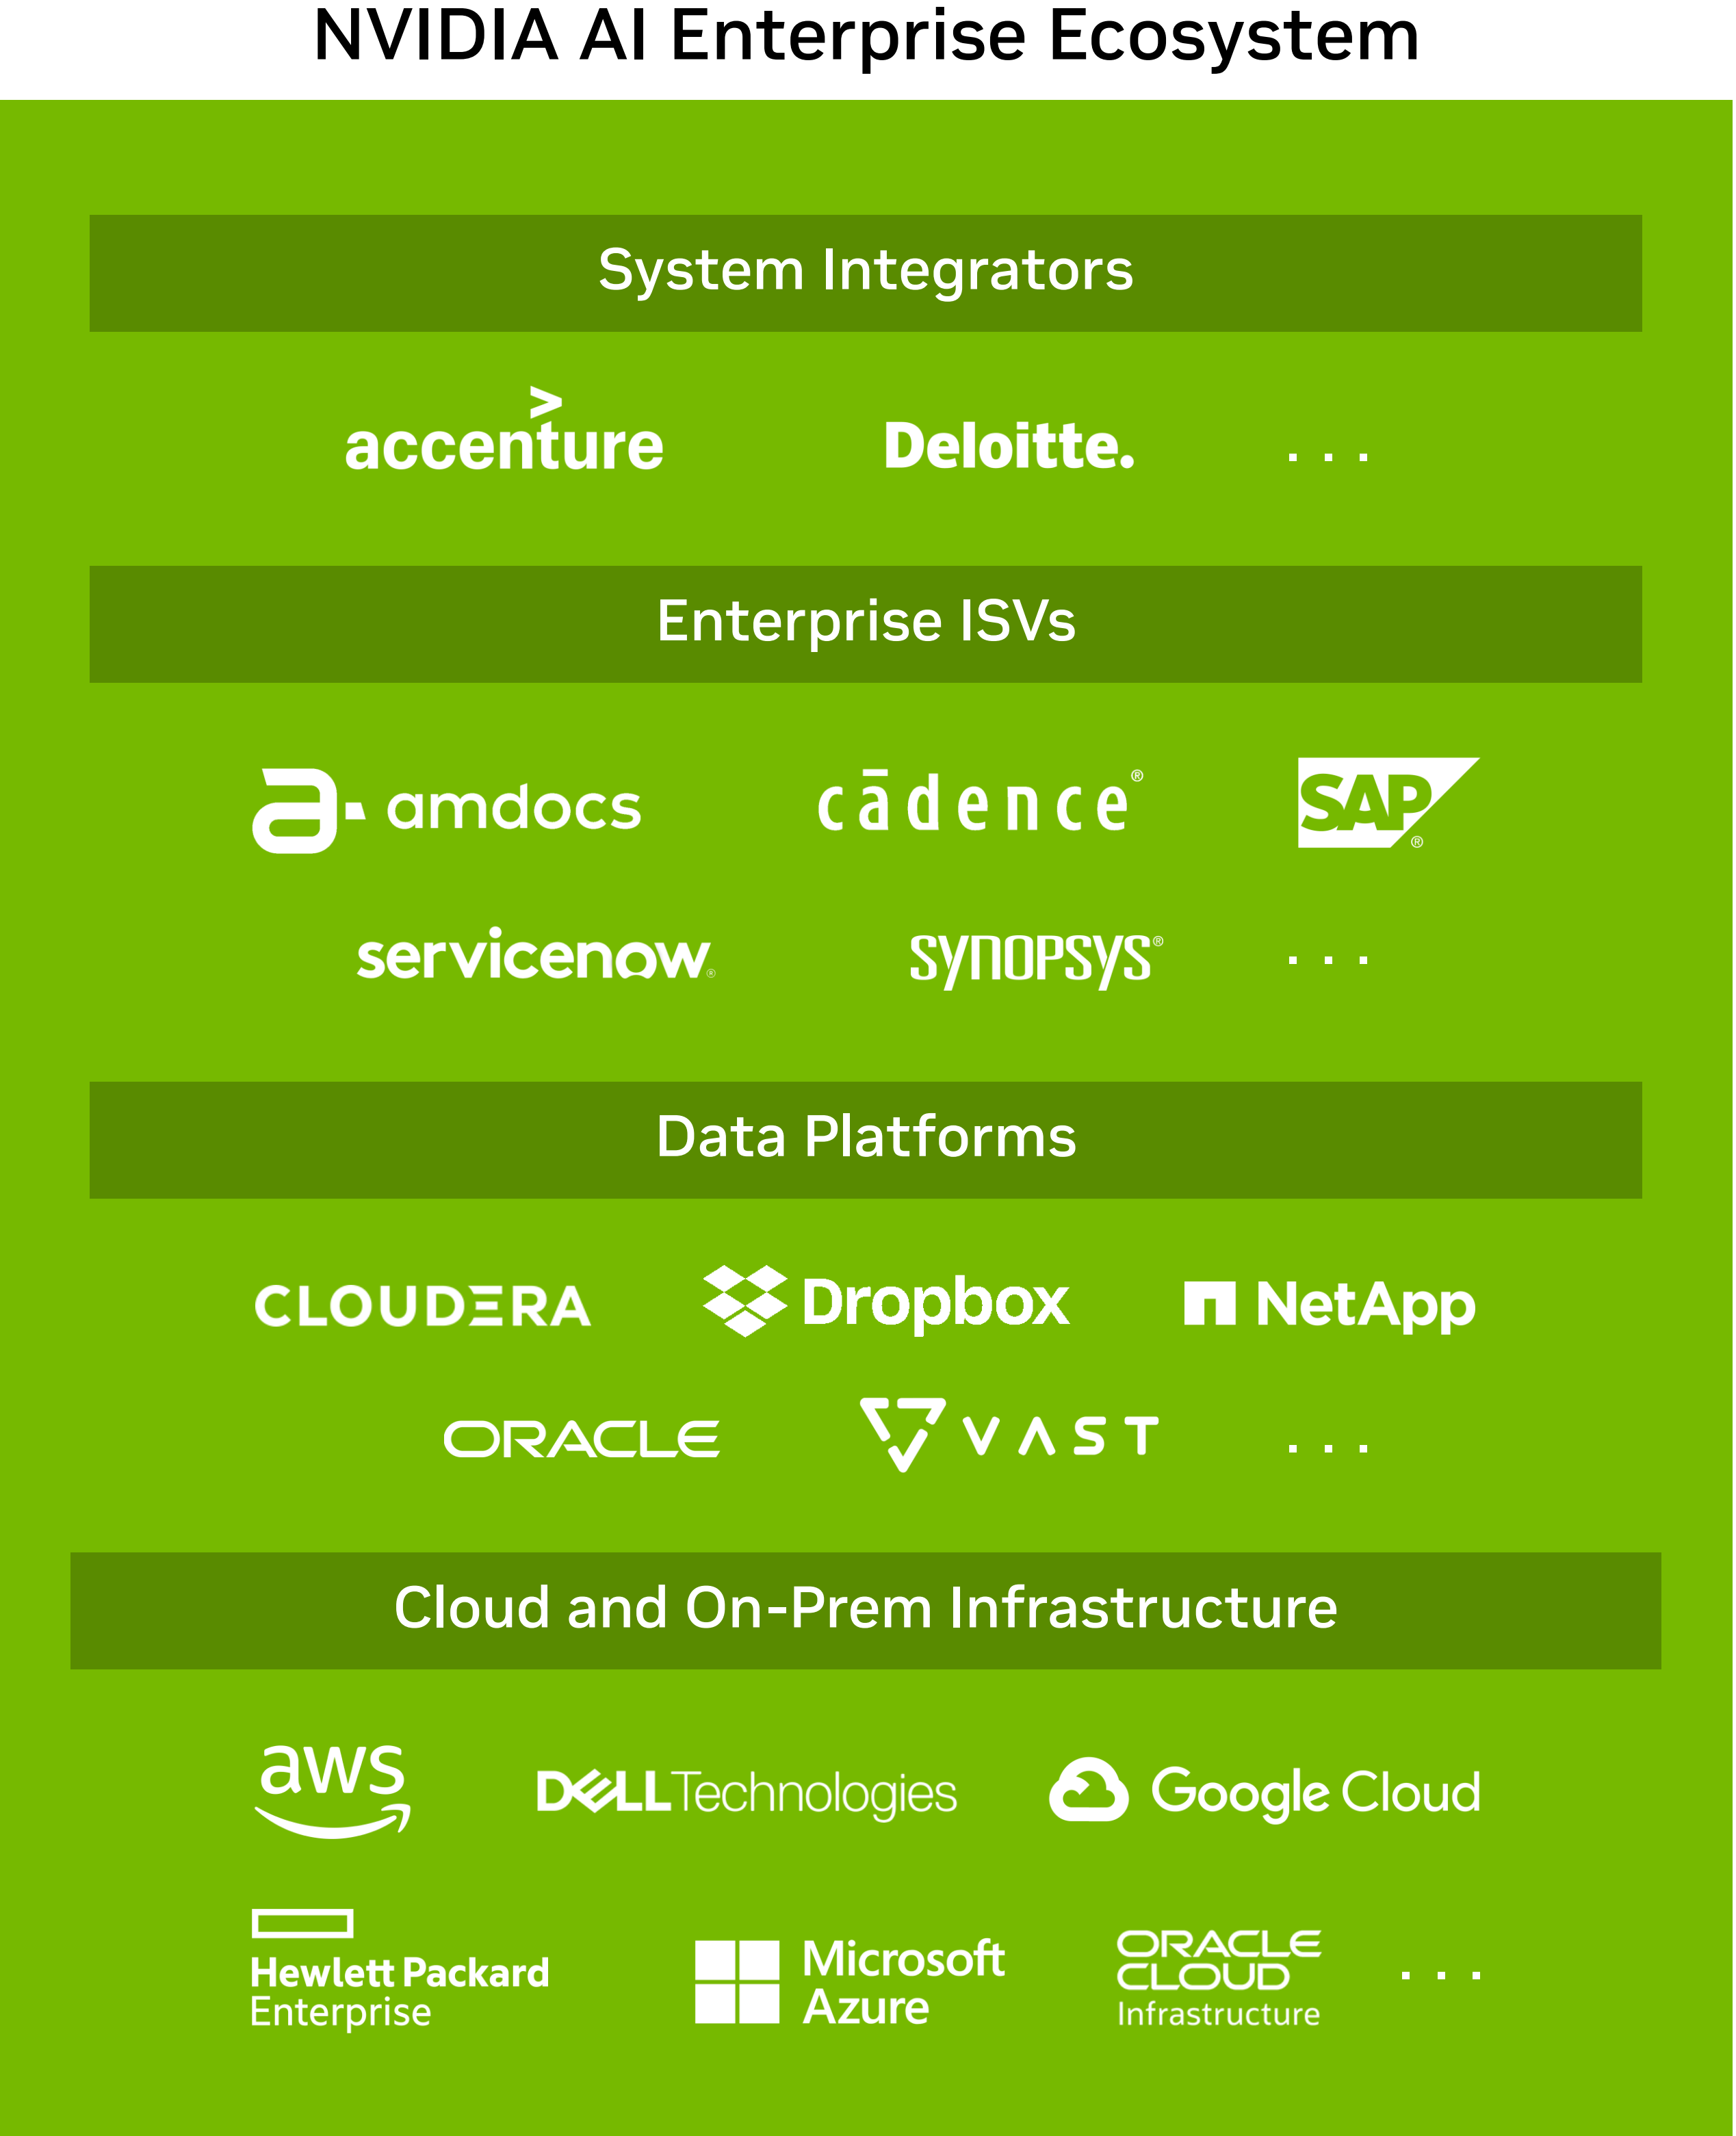 NVIDIA AI Enterprise Ecosystem
System Integrators
accenture
Deloitte.
. . .
Enterprise ISVs
a amdocs
cādence®
SAP®
servicenow®
SYNOPSYS®
. . .
Data Platforms
CLOUDERA
Dropbox
NetApp
ORACLE
VAST
. . .
Cloud and On-Prem Infrastructure
aws
DELL Technologies
Google Cloud
Hewlett Packard
Enterprise
Microsoft
Azure
ORACLE
CLOUD
Infrastructure
. . .